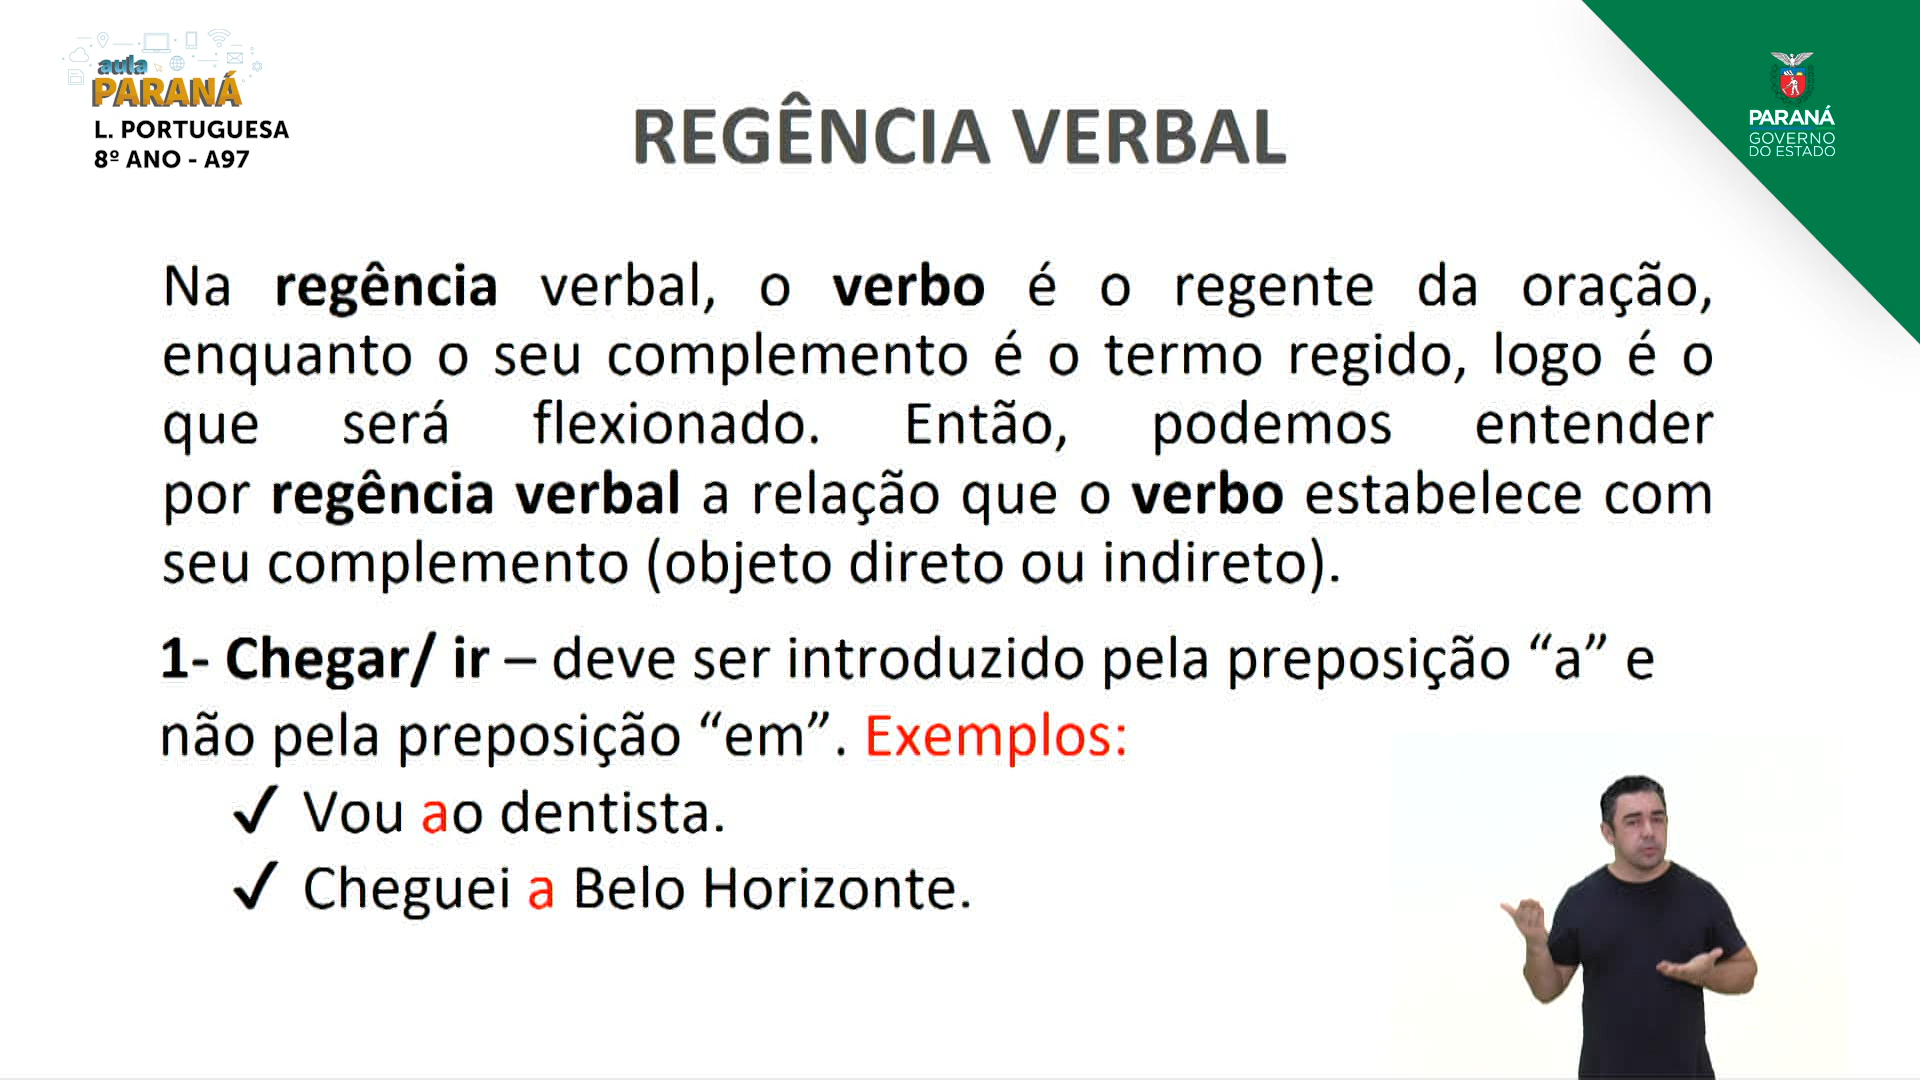 aula
PARANÁ
L. PORTUGUESA
8º ANO - A97
PARANÁ
GOVERNO
DO ESTADO
REGÊNCIA VERBAL
Na regência verbal, o verbo é o regente da oração,
enquanto o seu complemento é o termo regido, logo é o
que será flexionado. Então, podemos entender
por regência verbal a relação que o verbo estabelece com
seu complemento (objeto direto ou indireto).
1- Chegar/ ir – deve ser introduzido pela preposição “a” e
não pela preposição “em”. Exemplos:
✓ Vou ao dentista.
✓ Cheguei a Belo Horizonte.